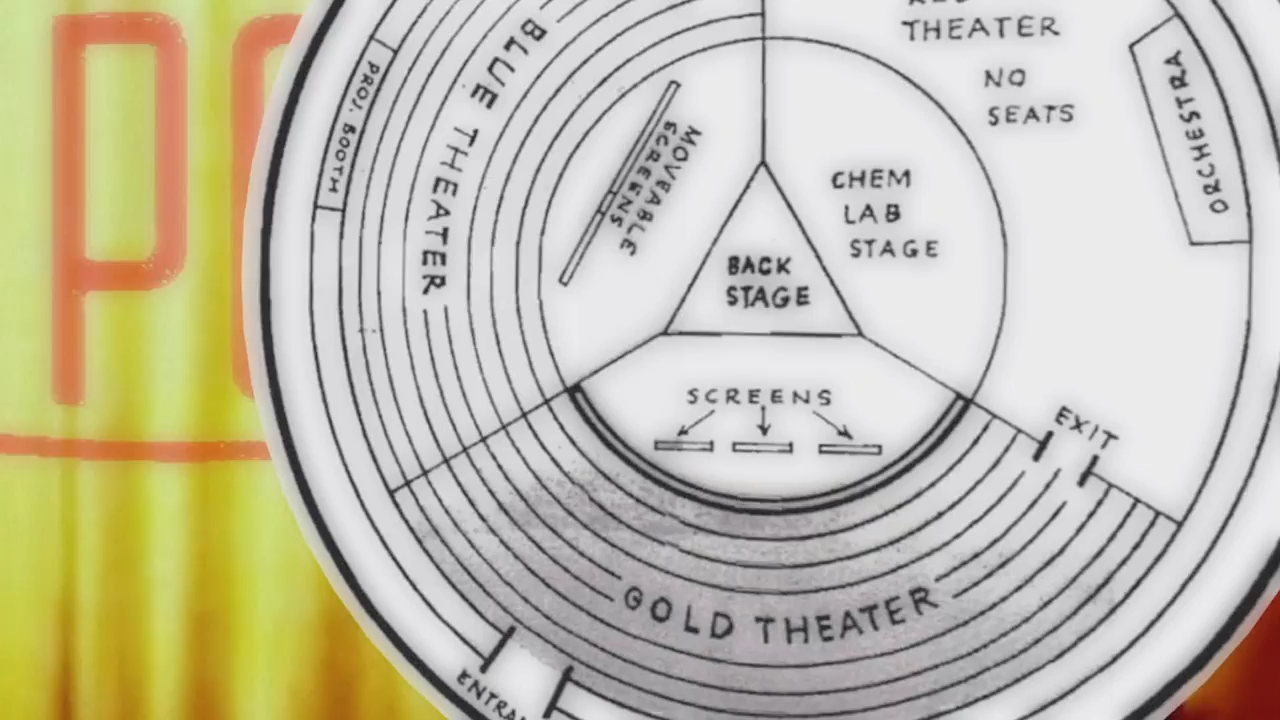 THEATER
NO
SEATS
BLUE THEATER
PROJ. BOOTH
MOVEABLE
SCREENS
ORCHESTRA
CHEM
LAB
STAGE
BACK
STAGE
SCREENS
EXIT
GOLD THEATER